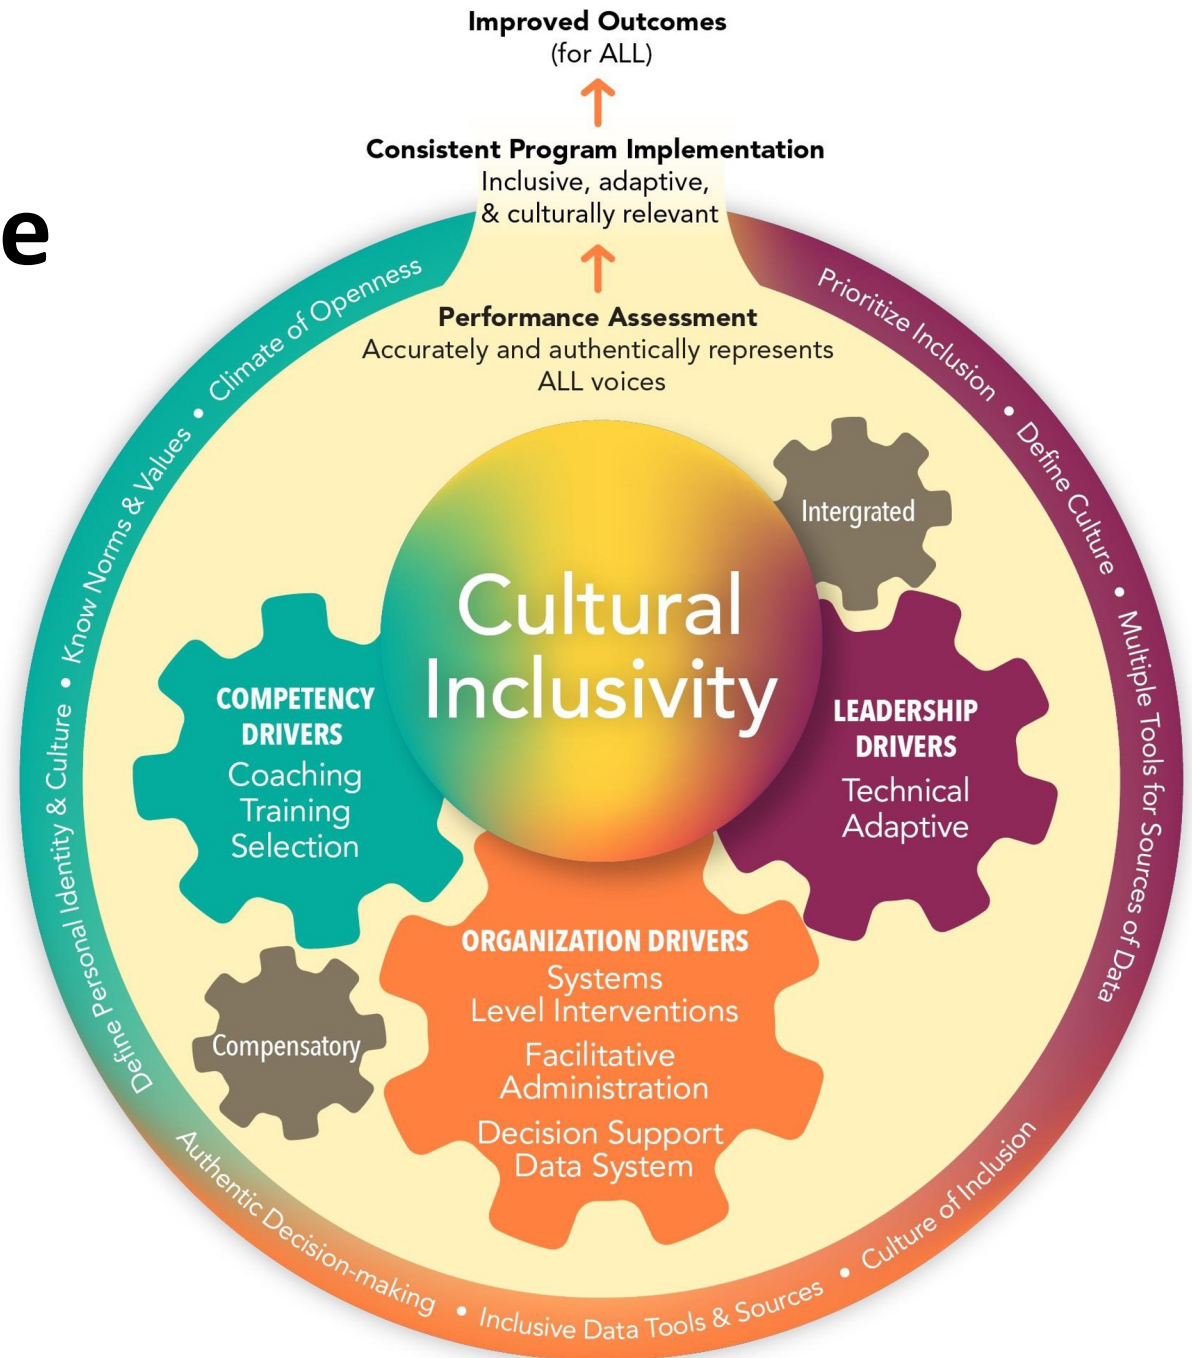 Improved Outcomes
(for ALL)
Consistent Program Implementation
Inclusive, adaptive,
& culturally relevant
e
Performance Assessment
Accurately and authentically represents
ALL voices
Define Personal Identity & Culture • Know Norms & Values • Climate of Openness
Prioritize Inclusion • Define Culture • Multiple Tools for Sources of Data
Intergrated
Cultural
Inclusivity
COMPETENCY
DRIVERS
Coaching
Training
Selection
LEADERSHIP
DRIVERS
Technical
Adaptive
ORGANIZATION DRIVERS
Systems
Level Interventions
Facilitative
Administration
Decision Support
Data System
Compensatory
Authentic Decision-making • Inclusive Data Tools & Sources • Culture of Inclusion